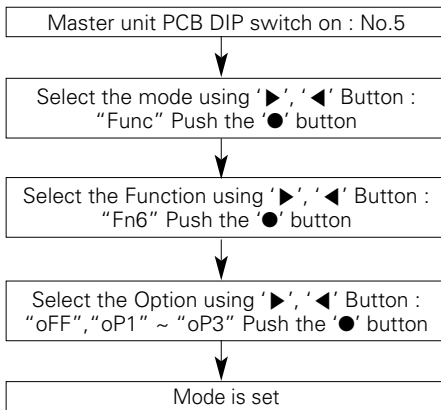 Master unit PCB DIP switch on : No.5
Select the mode using ‘▶’, ‘◀’ Button :
“Func” Push the ‘●’ button
Select the Function using ‘▶’, ‘◀’ Button :
“Fn6” Push the ‘●’ button
Select the Option using ‘▶’, ‘◀’ Button :
“oFF”,“oP1” ~ “oP3” Push the ‘●’ button
Mode is set